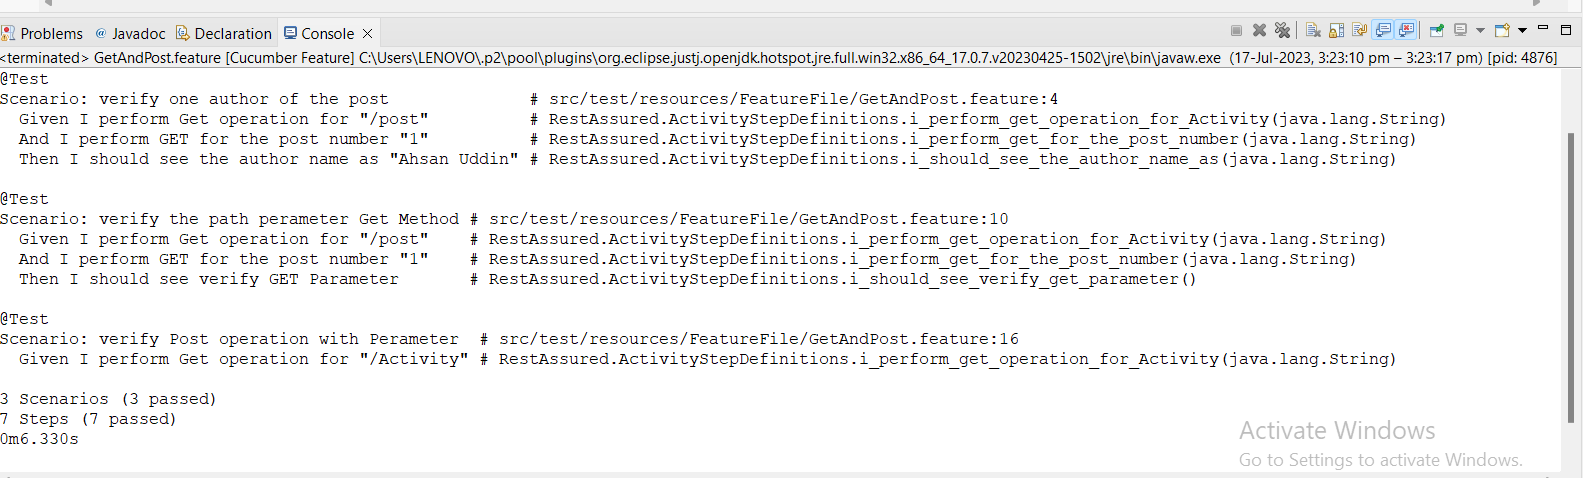 Problems @ Javadoc Declaration Console
<terminated> GetAndPost.feature [Cucumber Feature] C:\Users\LENOVO\.p2\pool\plugins\org.eclipse.justj.openjdk.hotspot.jre.full.win32.x86_64_17.0.7.v20230425-1502\jre\bin\javaw.exe (17-Jul-2023, 3:23:10 pm – 3:23:17 pm) [pid: 4876]
@Test
Scenario: verify one author of the post # src/test/resources/FeatureFile/GetAndPost.feature:4
Given I perform Get operation for "/post" # RestAssured.ActivityStepDefinitions.i_perform_get_operation_for_Activity(java.lang.String)
And I perform GET for the post number "1" # RestAssured.ActivityStepDefinitions.i_perform_get_for_the_post_number(java.lang.String)
Then I should see the author name as "Ahsan Uddin" # RestAssured.ActivityStepDefinitions.i_should_see_the_author_name_as(java.lang.String)
@Test
Scenario: verify the path perameter Get Method # src/test/resources/FeatureFile/GetAndPost.feature:10
Given I perform Get operation for "/post" # RestAssured.ActivityStepDefinitions.i_perform_get_operation_for_Activity(java.lang.String)
And I perform GET for the post number "1" # RestAssured.ActivityStepDefinitions.i_perform_get_for_the_post_number(java.lang.String)
Then I should see verify GET Parameter # RestAssured.ActivityStepDefinitions.i_should_see_verify_get_parameter()
@Test
Scenario: verify Post operation with Perameter # src/test/resources/FeatureFile/GetAndPost.feature:16
Given I perform Get operation for "/Activity" # RestAssured.ActivityStepDefinitions.i_perform_get_operation_for_Activity(java.lang.String)
3 Scenarios (3 passed)
7 Steps (7 passed)
0m6.330s
Activate Windows
Go to Settings to activate Windows.